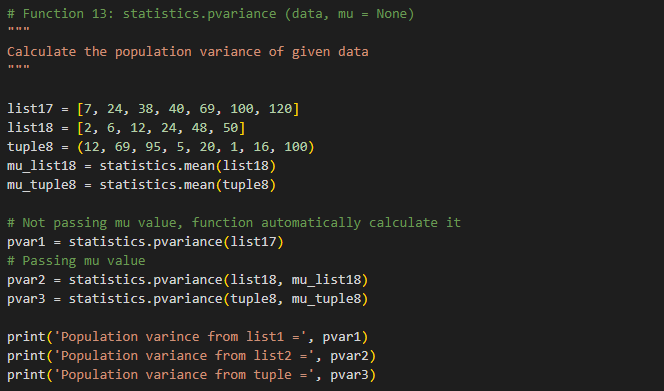 # Function 13: statistics.pvariance (data, mu = None)
"""
Calculate the population variance of given data
"""
list17 = [7, 24, 38, 40, 69, 100, 120]
list18 = [2, 6, 12, 24, 48, 50]
tuple8 = (12, 69, 95, 5, 20, 1, 16, 100)
mu_list18 = statistics.mean(list18)
mu_tuple8 = statistics.mean(tuple8)
# Not passing mu value, function automatically calculate it
pvar1 = statistics.pvariance(list17)
# Passing mu value
pvar2 = statistics.pvariance(list18, mu_list18)
pvar3 = statistics.pvariance(tuple8, mu_tuple8)
print('Population varince from list1 =', pvar1)
print('Population variance from list2 =', pvar2)
print('Population variance from tuple =', pvar3)